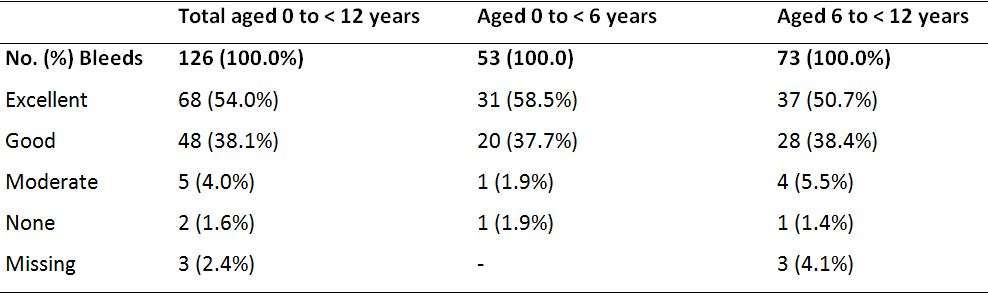 Total aged 0 to < 12 years Aged 0 to < 6 years Aged 6 to < 12 years
No. (%) Bleeds 126 (100.0%) 53 (100.0) 73 (100.0%)
Excellent 68 (54.0%) 31 (58.5%) 37 (50.7%)
Good 48 (38.1%) 20 (37.7%) 28 (38.4%)
Moderate 5 (4.0%) 1 (1.9%) 4 (5.5%)
None 2 (1.6%) 1 (1.9%) 1 (1.4%)
Missing 3 (2.4%) - 3 (4.1%)